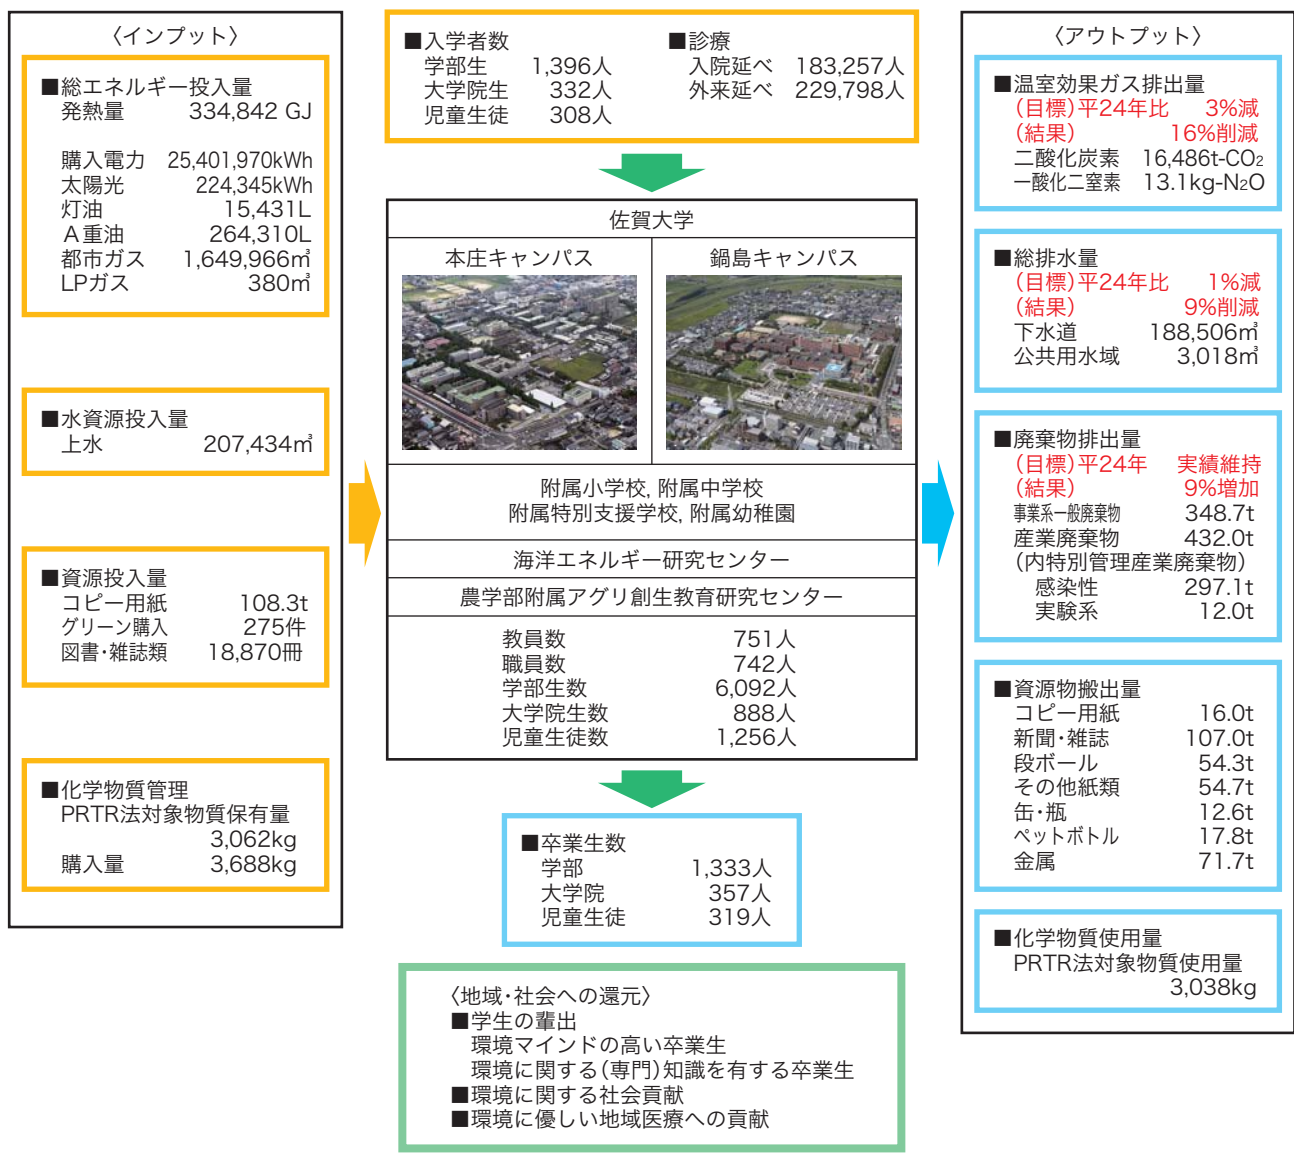 〈インプット〉
■総エネルギー投入量
発熱量 334,842 GJ
購入電力 25,401,970kWh
太陽光 224,345kWh
灯油 15,431L
A重油 264,310L
都市ガス 1,649,966㎥
LPガス 380㎥
■水資源投入量
上水 207,434㎥
■資源投入量
コピー用紙 108.3t
グリーン購入 275件
図書・雑誌類 18,870冊
■化学物質管理
PRTR法対象物質保有量
3,062kg
購入量 3,688kg
■入学者数
学部生 1,396人
大学院生 332人
児童生徒 308人
■診療
入院延べ 183,257人
外来延べ 229,798人
佐賀大学
本庄キャンパス
鍋島キャンパス
附属小学校, 附属中学校
附属特別支援学校, 附属幼稚園
海洋エネルギー研究センター
農学部附属アグリ創生教育研究センター
教員数 751人
職員数 742人
学部生数 6,092人
大学院生数 888人
児童生徒数 1,256人
■卒業生数
学部 1,333人
大学院 357人
児童生徒 319人
〈地域・社会への還元〉
■学生の輩出
環境マインドの高い卒業生
環境に関する(専門)知識を有する卒業生
■環境に関する社会貢献
■環境に優しい地域医療への貢献
〈アウトプット〉
■温室効果ガス排出量
(目標)平24年比 3%減
(結果) 16%削減
二酸化炭素 16,486t-CO₂
一酸化二窒素 13.1kg-N₂O
■総排水量
(目標)平24年比 1%減
(結果) 9%削減
下水道 188,506㎥
公共用水域 3,018㎥
■廃棄物排出量
(目標)平24年 実績維持
(結果) 9%増加
事業系一般廃棄物 348.7t
産業廃棄物 432.0t
(内特別管理産業廃棄物)
感染性 297.1t
実験系 12.0t
■資源物搬出量
コピー用紙 16.0t
新聞・雑誌 107.0t
段ボール 54.3t
その他紙類 54.7t
缶・瓶 12.6t
ペットボトル 17.8t
金属 71.7t
■化学物質使用量
PRTR法対象物質使用量
3,038kg